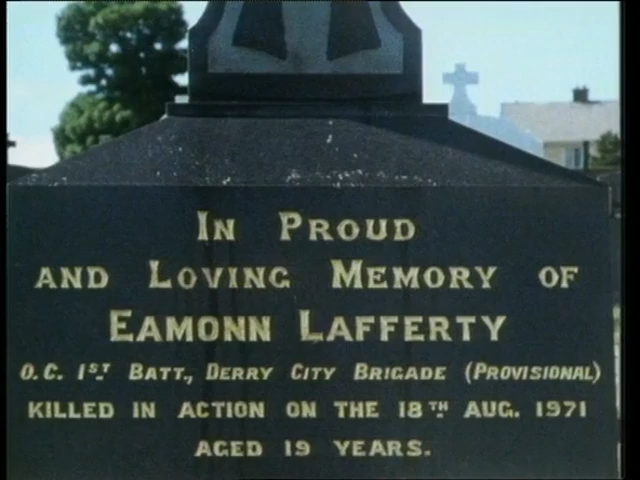 In Proud
and Loving Memory of
Eamonn Lafferty
O.C. 1ST. Batt., Derry City Brigade (Provisional)
killed in action on the 18TH. Aug. 1971
aged 19 years.